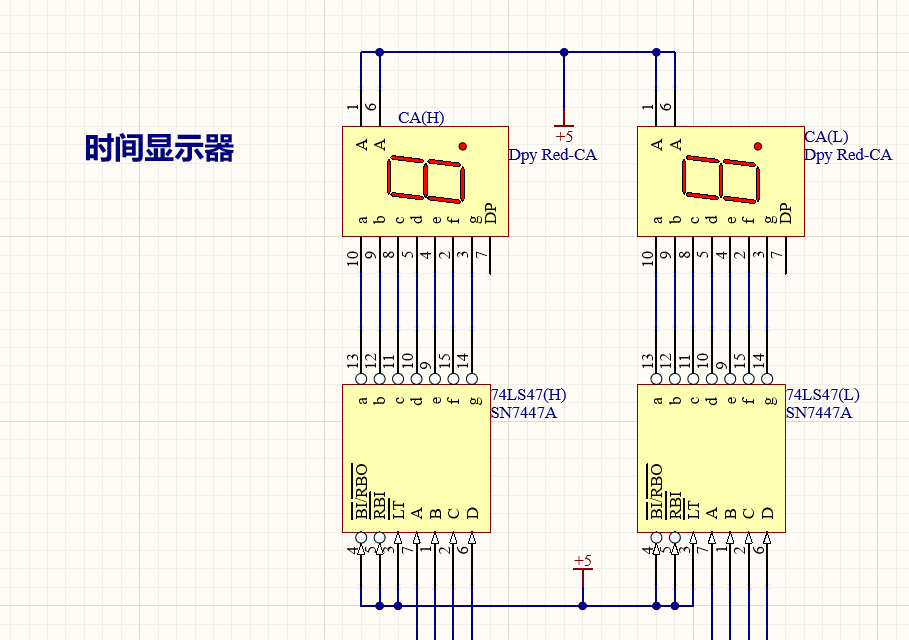 1 6 1 6
CA(H)
+5
CA(L)
时间显示器
A A A A
Dpy Red-CA Dpy Red-CA
a b c d e f g DP a b c d e f g DP
10 9 8 5 4 2 3 7 10 9 8 5 4 2 3 7
13 12 11 10 9 15 14 13 12 11 10 9 15 14
a b c d e f g a b c d e f g
74LS47(H) 74LS47(L)
SN7447A SN7447A
BI/RBO RBI LT A B C D BI/RBO RBI LT A B C D
4 5 3 7 1 2 6 4 5 3 7 1 2 6
+5